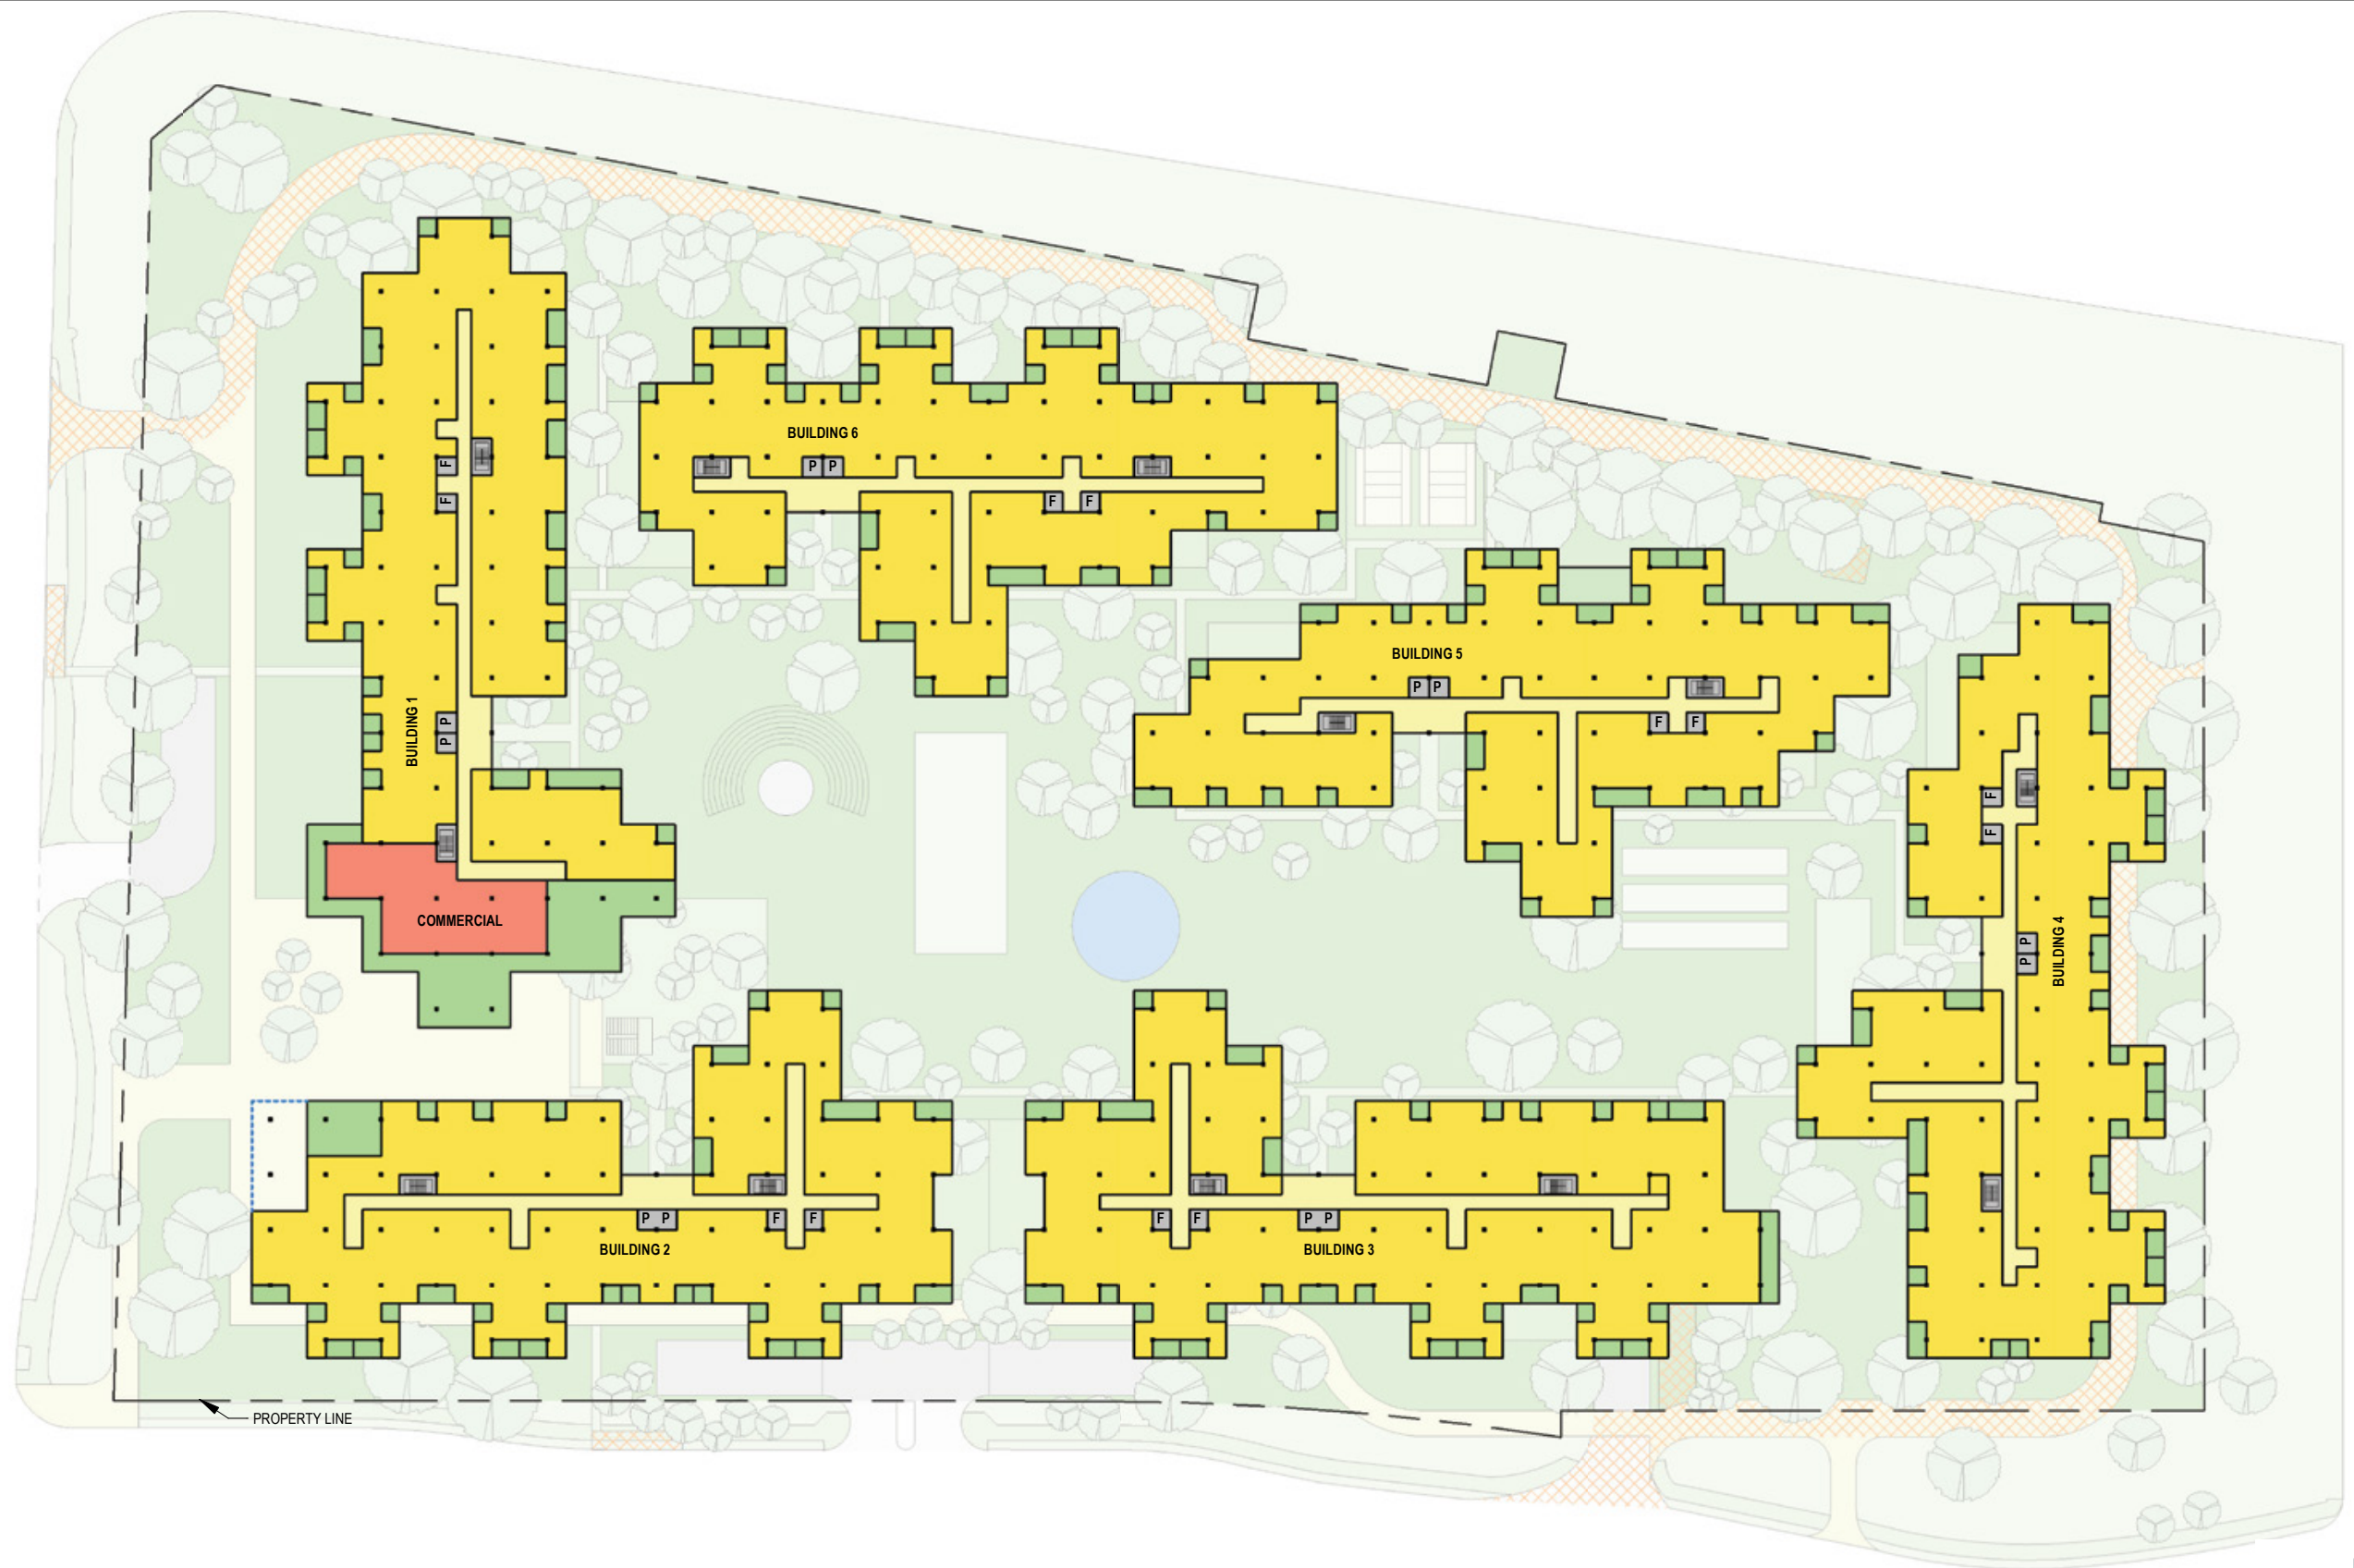 BUILDING 6
P P
F
F
F
F
BUILDING 5
P P
F F
BUILDING 1
P
P
F
F
P
P
BUILDING 4
COMMERCIAL
P P
F F
F F
P P
BUILDING 2
BUILDING 3
PROPERTY LINE